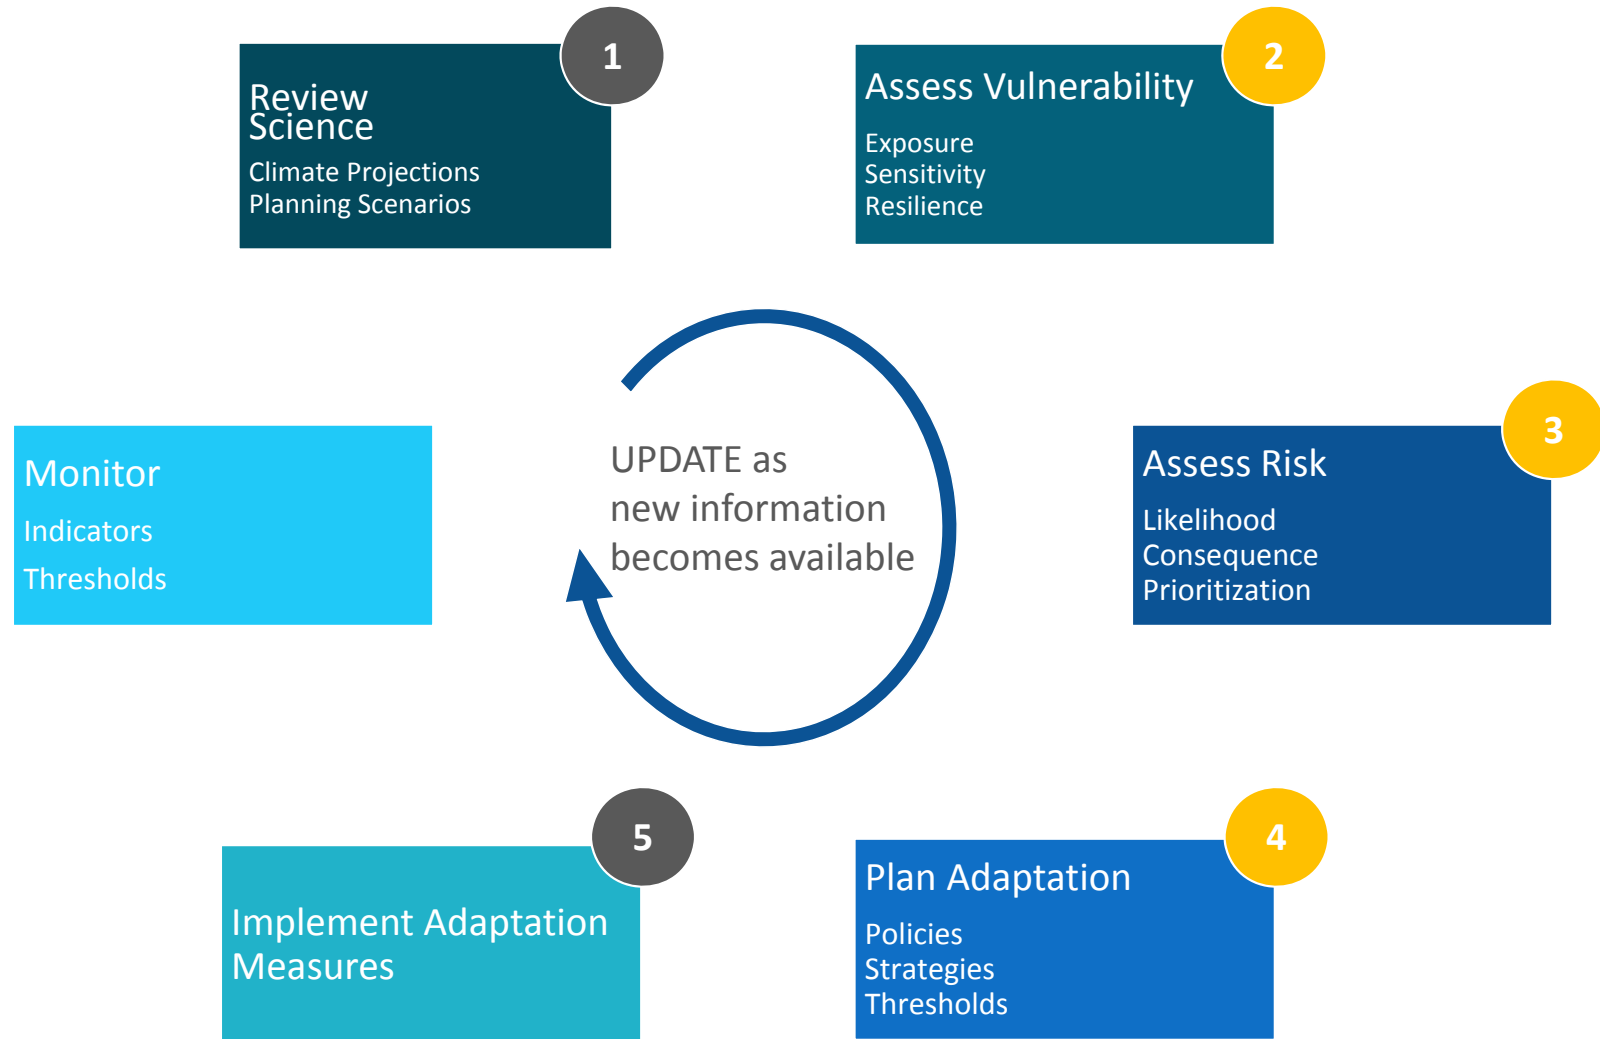 1
Review
Science
Climate Projections
Planning Scenarios
2
Assess Vulnerability
Exposure
Sensitivity
Resilience
3
Assess Risk
Likelihood
Consequence
Prioritization
4
Plan Adaptation
Policies
Strategies
Thresholds
5
Implement Adaptation
Measures
Monitor
Indicators
Thresholds
UPDATE as
new information
becomes available